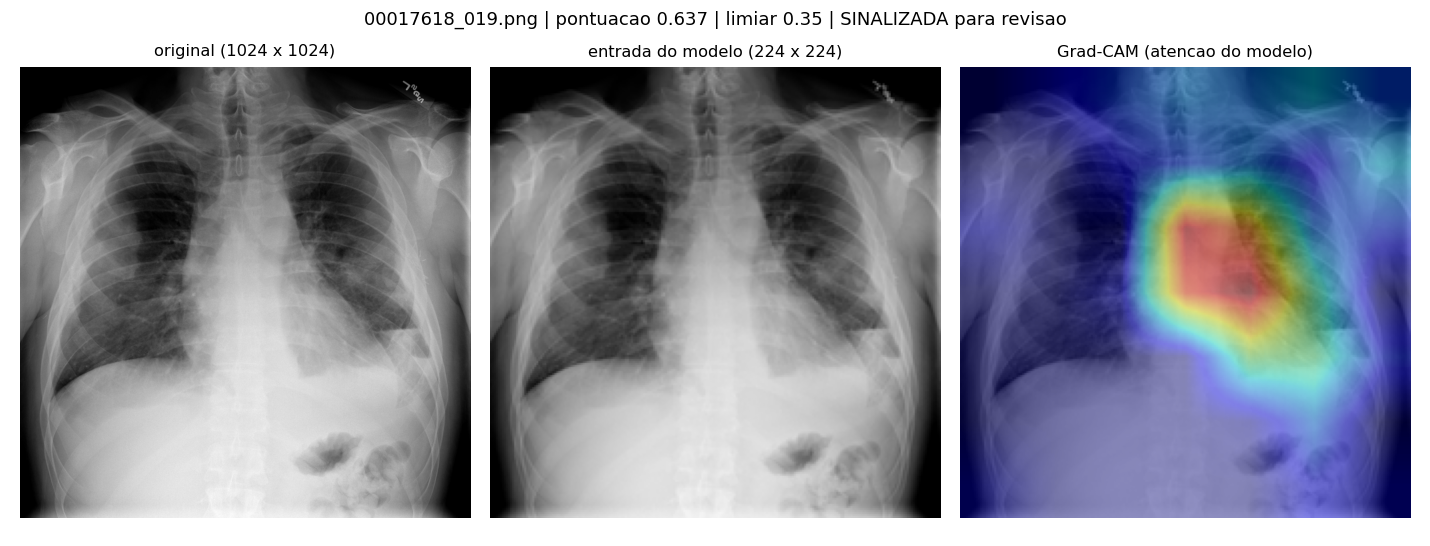 00017618_019.png | pontuacao 0.637 | limiar 0.35 | SINALIZADA para revisao
original (1024 x 1024)
entrada do modelo (224 x 224)
Grad-CAM (atencao do modelo)